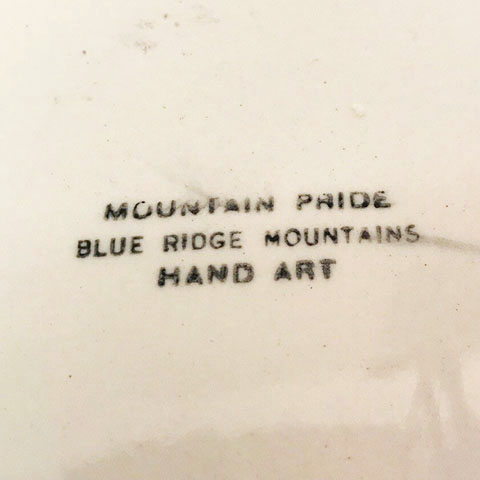 MOUNTAIN PRIDE
BLUE RIDGE MOUNTAINS
HAND ART